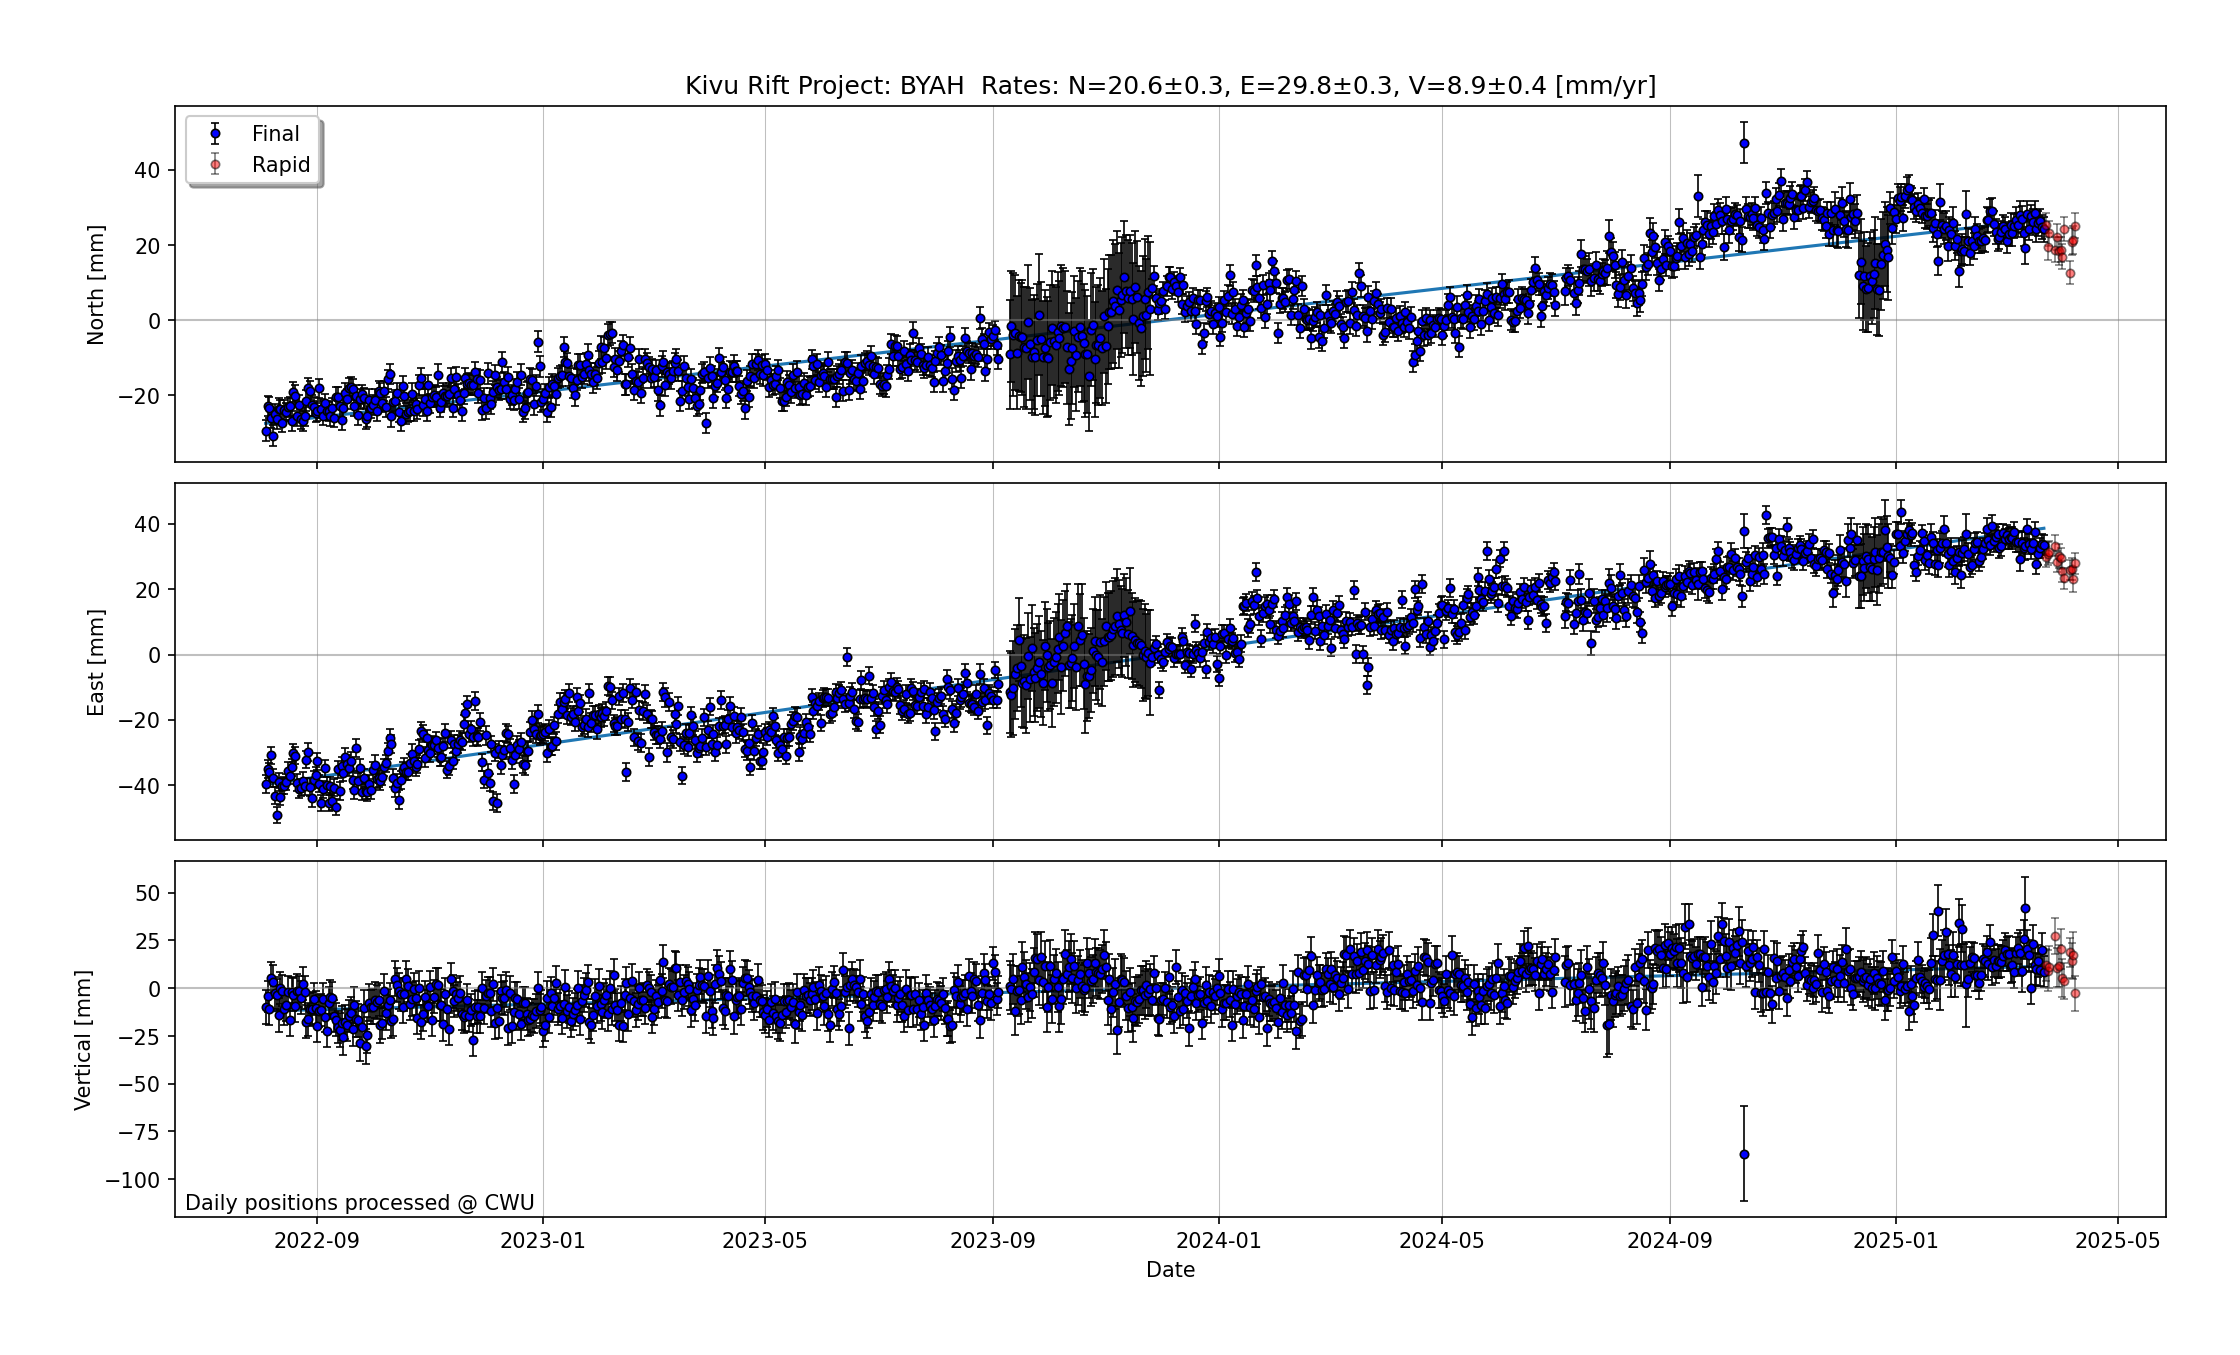 Kivu Rift Project: BYAH  Rates: N=20.6±0.3, E=29.8±0.3, V=8.9±0.4 [mm/yr]
Final
Rapid
North [mm]
40
20
0
−20
East [mm]
40
20
0
−20
−40
Vertical [mm]
50
25
0
−25
−50
−75
−100
Daily positions processed @ CWU
2022-09 2023-01 2023-05 2023-09 2024-01 2024-05 2024-09 2025-01 2025-05
Date